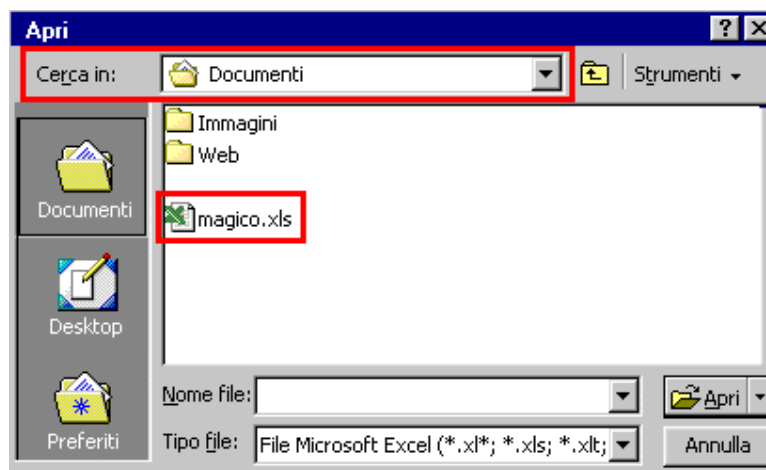 Apri
Cerca in: Documenti Strumenti
Immagini
Web
magico.xls
Documenti
Desktop
Preferiti
Nome file: Apri
Tipo file: File Microsoft Excel (*.xl*; *.xls; *.xlt; Annulla